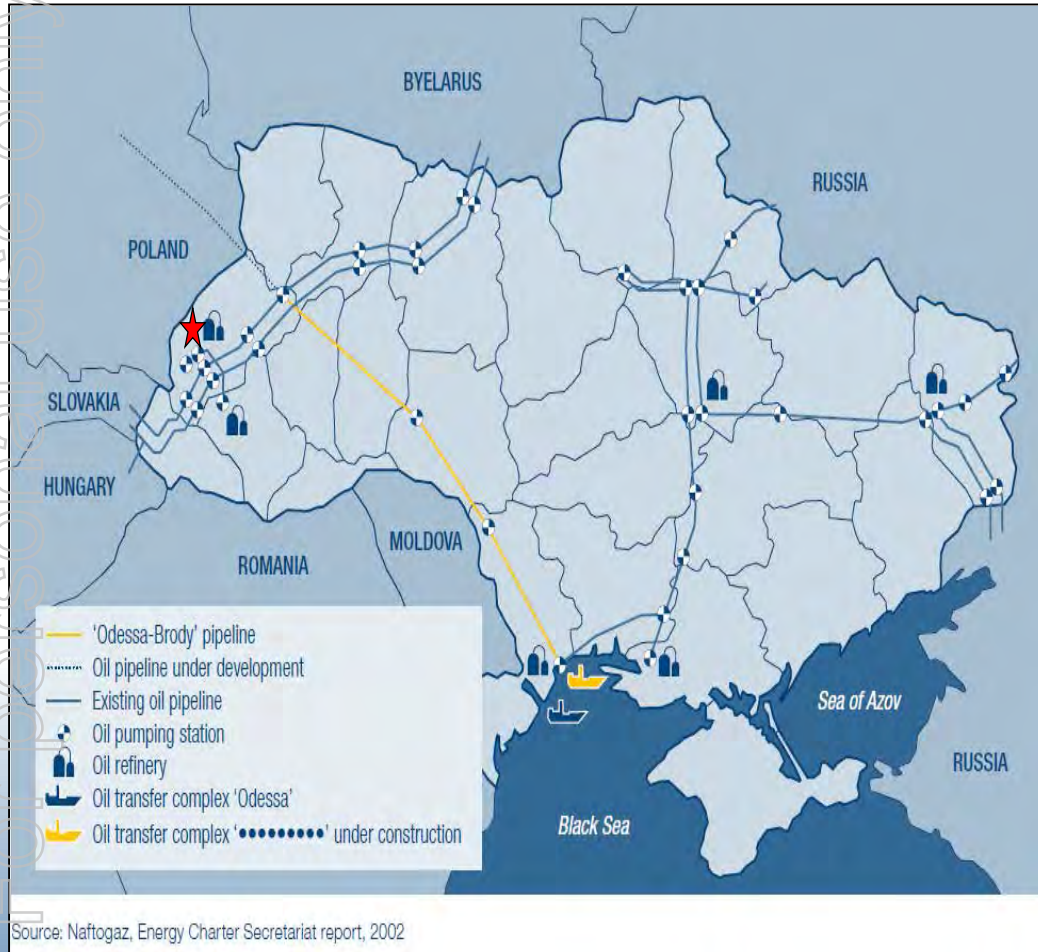 BYELARUS
RUSSIA
POLAND
SLOVAKIA
HUNGARY
MOLDOVA
ROMANIA
'Odessa-Brody' pipeline
Oil pipeline under development
Existing oil pipeline
Oil pumping station
Oil refinery
Oil transfer complex 'Odessa'
Oil transfer complex '•••••••••' under construction
Sea of Azov
RUSSIA
Black Sea
Source: Naftogaz, Energy Charter Secretariat report, 2002